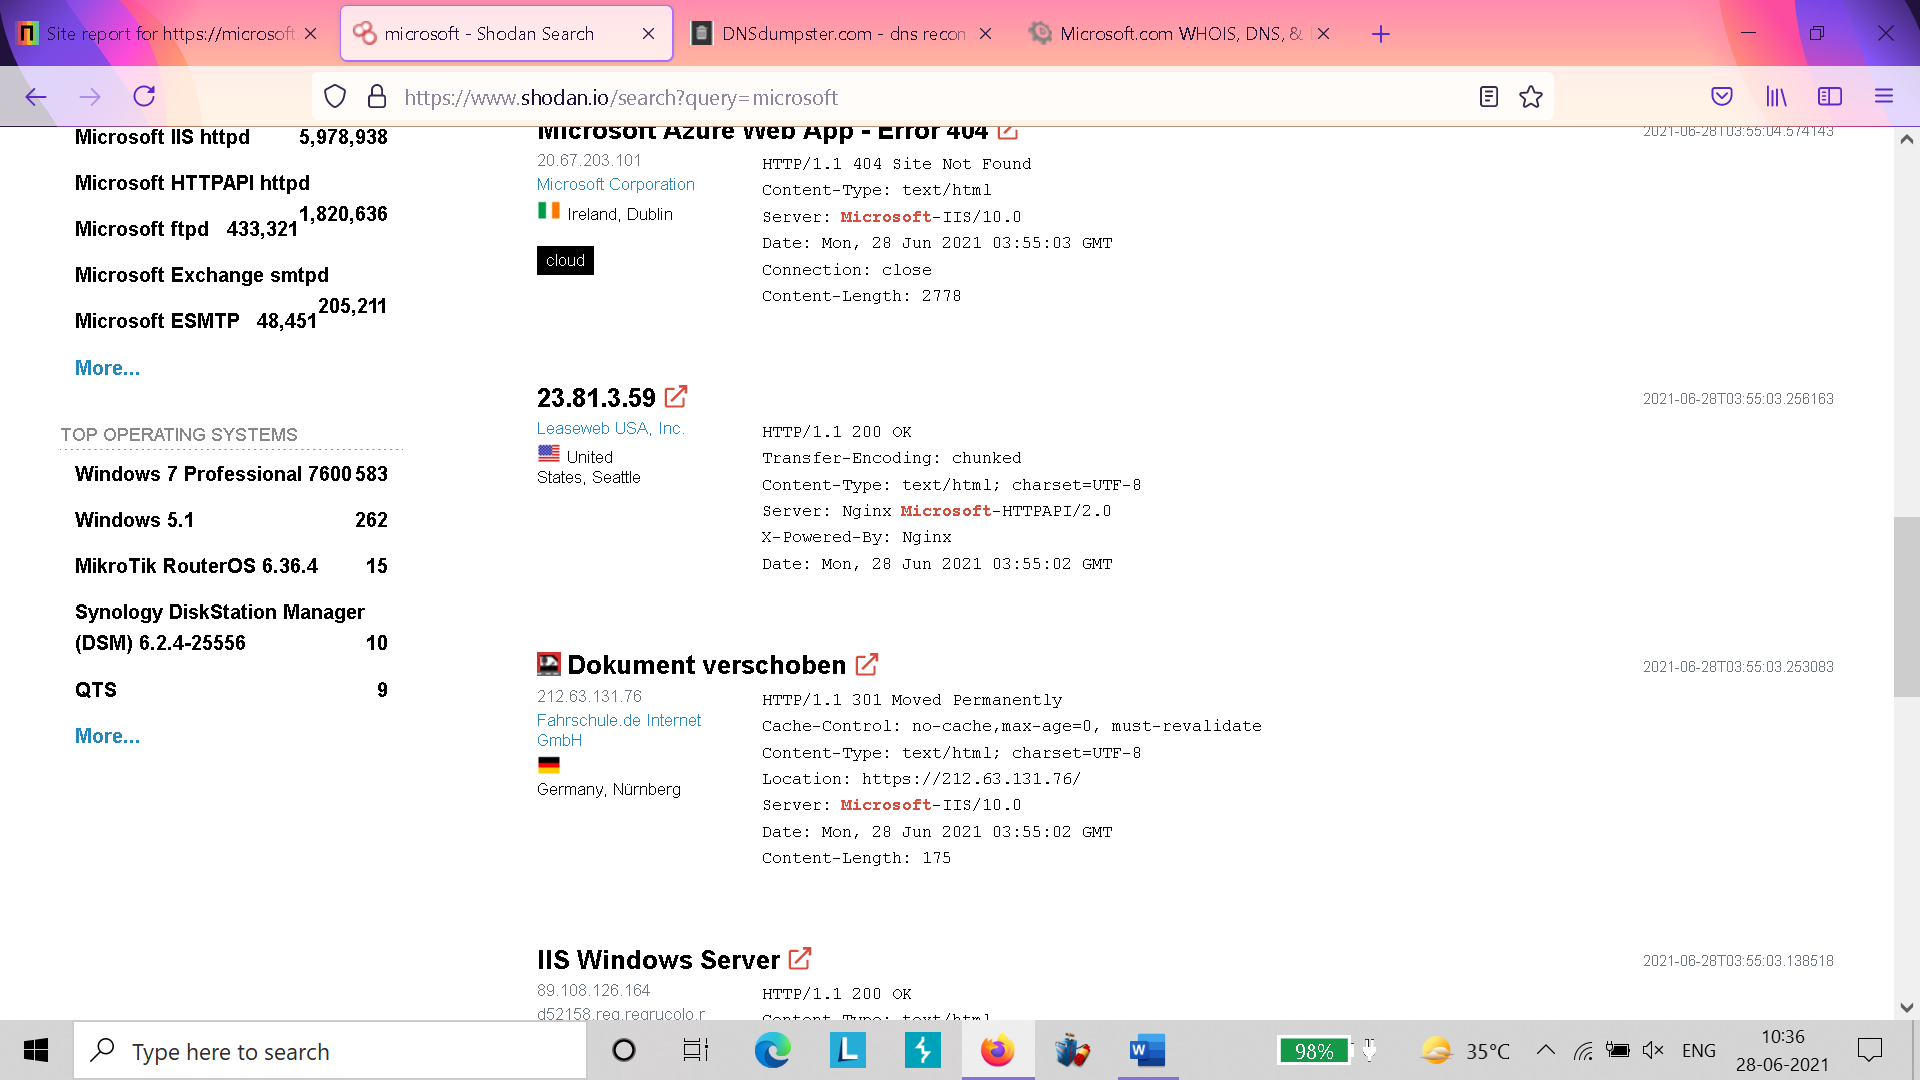 Site report for https://microsoft.
microsoft - Shodan Search
DNSdumpster.com - dns recon
Microsoft.com WHOIS, DNS, &
https://www.shodan.io/search?query=microsoft
Microsoft IIS httpd 5,978,938
Microsoft HTTPAPI httpd
1,820,636
Microsoft ftpd 433,321
Microsoft Exchange smtpd
205,211
Microsoft ESMTP 48,451
More...
TOP OPERATING SYSTEMS
Windows 7 Professional 7600 583
Windows 5.1 262
MikroTik RouterOS 6.36.4 15
Synology DiskStation Manager
(DSM) 6.2.4-25556 10
QTS 9
More...
Microsoft Azure Web App - Error 404
2021-06-28T03:55:04.574143
20.67.203.101
Microsoft Corporation
Ireland, Dublin
cloud
HTTP/1.1 404 Site Not Found
Content-Type: text/html
Server: Microsoft-IIS/10.0
Date: Mon, 28 Jun 2021 03:55:03 GMT
Connection: close
Content-Length: 2778
23.81.3.59
2021-06-28T03:55:03.256163
Leaseweb USA, Inc.
United
States, Seattle
HTTP/1.1 200 OK
Transfer-Encoding: chunked
Content-Type: text/html; charset=UTF-8
Server: Nginx Microsoft-HTTPAPI/2.0
X-Powered-By: Nginx
Date: Mon, 28 Jun 2021 03:55:02 GMT
Dokument verschoben
2021-06-28T03:55:03.253083
212.63.131.76
Fahrschule.de Internet
GmbH
Germany, Nürnberg
HTTP/1.1 301 Moved Permanently
Cache-Control: no-cache,max-age=0, must-revalidate
Content-Type: text/html; charset=UTF-8
Location: https://212.63.131.76/
Server: Microsoft-IIS/10.0
Date: Mon, 28 Jun 2021 03:55:02 GMT
Content-Length: 175
IIS Windows Server
2021-06-28T03:55:03.138518
89.108.126.164
d52158.reg.regrucolo.r
HTTP/1.1 200 OK
Content-Type: text/html
Type here to search
L
W
98%
35°C
ENG
10:36
28-06-2021